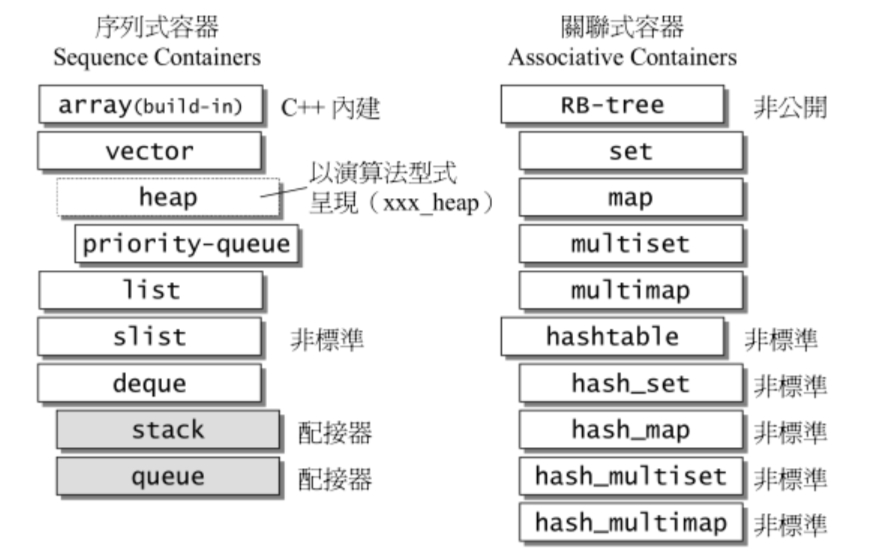 序列式容器
Sequence Containers
array(build-in)
C++ 內建
vector
heap
以演算法型式
呈現（xxx_heap）
priority-queue
list
slist
非標準
deque
stack
配接器
queue
配接器
關聯式容器
Associative Containers
RB-tree
非公開
set
map
multiset
multimap
hashtable
非標準
hash_set
非標準
hash_map
非標準
hash_multiset
非標準
hash_multimap
非標準